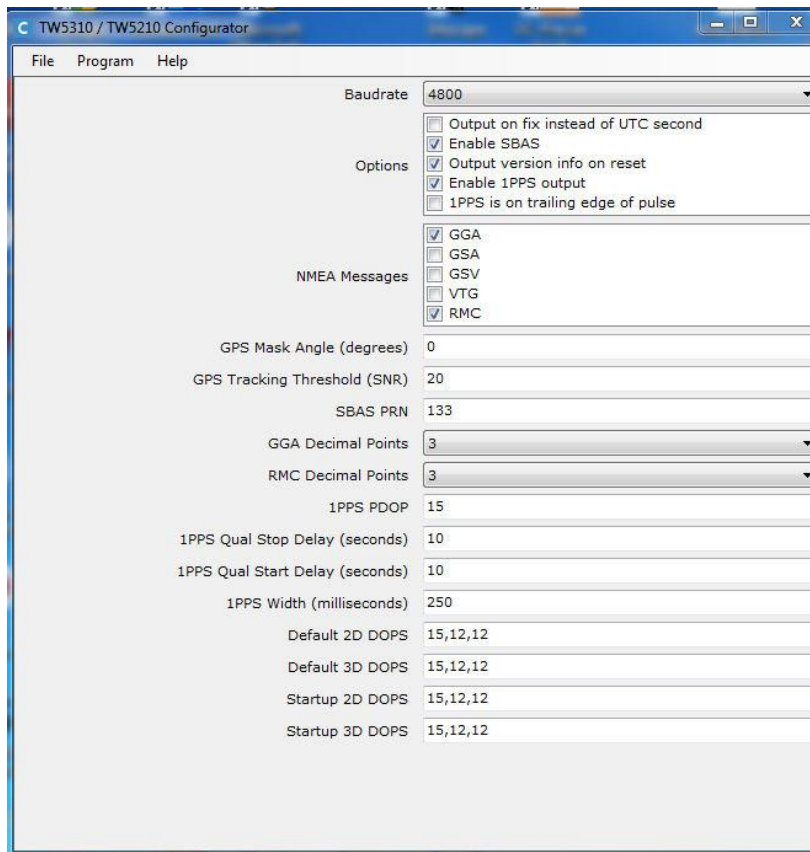 TW5310 / TW5210 Configurator
File Program Help
Baudrate 4800
Options
Output on fix instead of UTC second
Enable SBAS
Output version info on reset
Enable 1PPS output
1PPS is on trailing edge of pulse
NMEA Messages
GGA
GSA
GSV
VTG
RMC
GPS Mask Angle (degrees) 0
GPS Tracking Threshold (SNR) 20
SBAS PRN 133
GGA Decimal Points 3
RMC Decimal Points 3
1PPS PDOP 15
1PPS Qual Stop Delay (seconds) 10
1PPS Qual Start Delay (seconds) 10
1PPS Width (milliseconds) 250
Default 2D DOPS 15,12,12
Default 3D DOPS 15,12,12
Startup 2D DOPS 15,12,12
Startup 3D DOPS 15,12,12